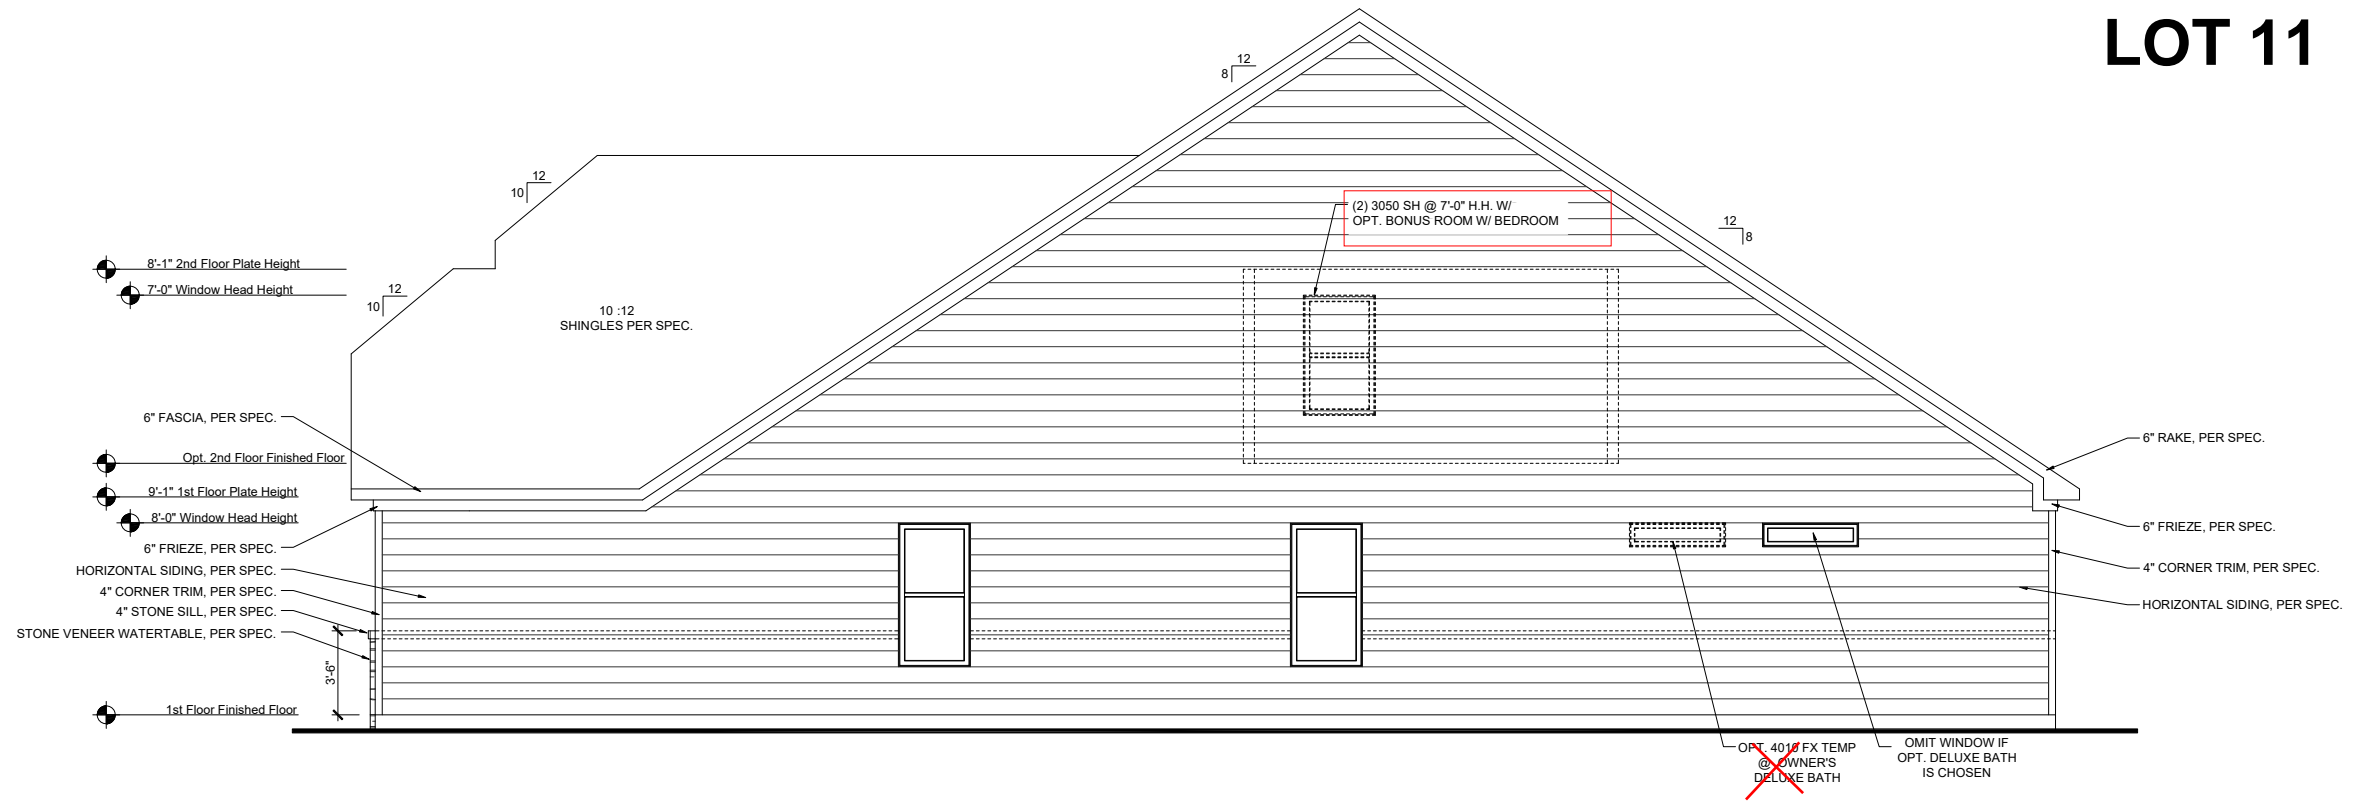 LOT 11
12
8
12
10
(2) 3050 SH @ 7'-0" H.H. W/
OPT. BONUS ROOM W/ BEDROOM
12
8
8'-1" 2nd Floor Plate Height
7'-0" Window Head Height
12
10
10 :12
SHINGLES PER SPEC.
6" FASCIA, PER SPEC.
Opt. 2nd Floor Finished Floor
9'-1" 1st Floor Plate Height
8'-0" Window Head Height
6" FRIEZE, PER SPEC.
HORIZONTAL SIDING, PER SPEC.
4" CORNER TRIM, PER SPEC.
4" STONE SILL, PER SPEC.
STONE VENEER WATERTABLE, PER SPEC.
3'-6"
1st Floor Finished Floor
6" RAKE, PER SPEC.
6" FRIEZE, PER SPEC.
4" CORNER TRIM, PER SPEC.
HORIZONTAL SIDING, PER SPEC.
OPT. 4010 FX TEMP
@ OWNER'S
DELUXE BATH
OMIT WINDOW IF
OPT. DELUXE BATH
IS CHOSEN